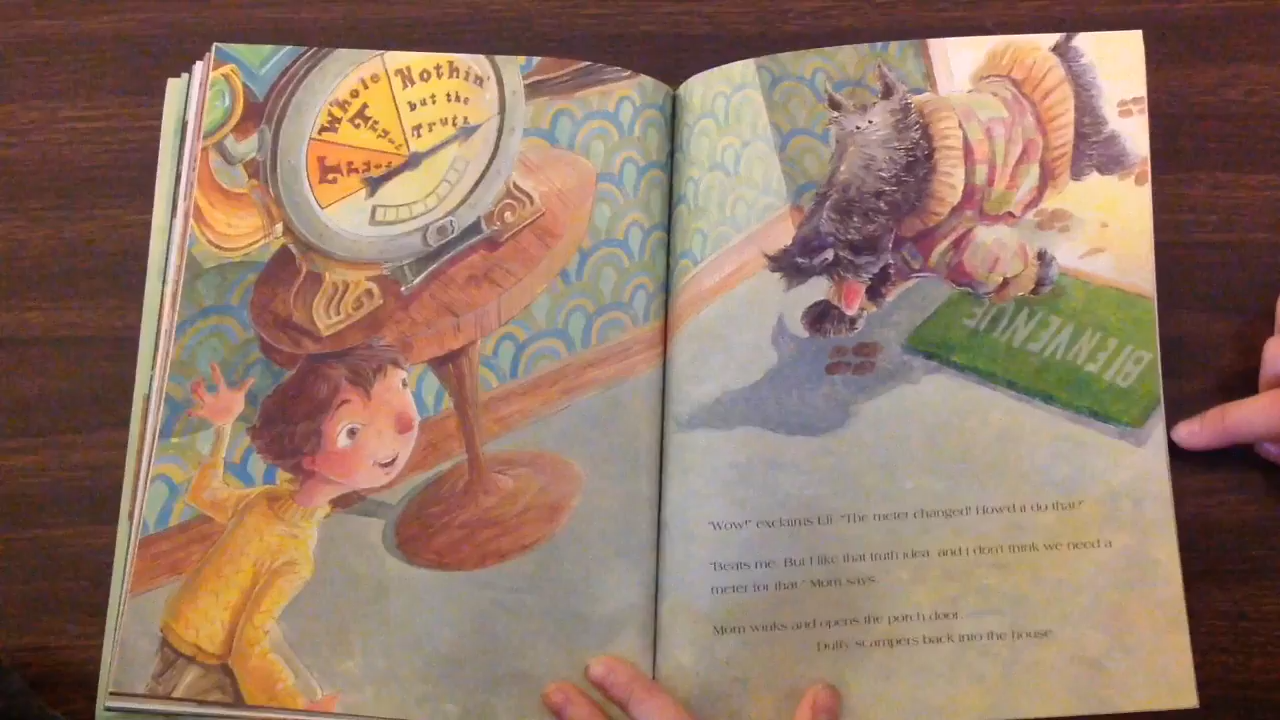 Whole
Truth
Nothin'
but the
Truth
Truth
BIENVENUE
"Wow!" exclaims Eli. "The meter changed! How'd it do that?"
"Beats me. But I like that truth idea, and I don't think we need a
meter for that," Mom says.
Mom winks and opens the porch door.
Duffy scampers back into the house.